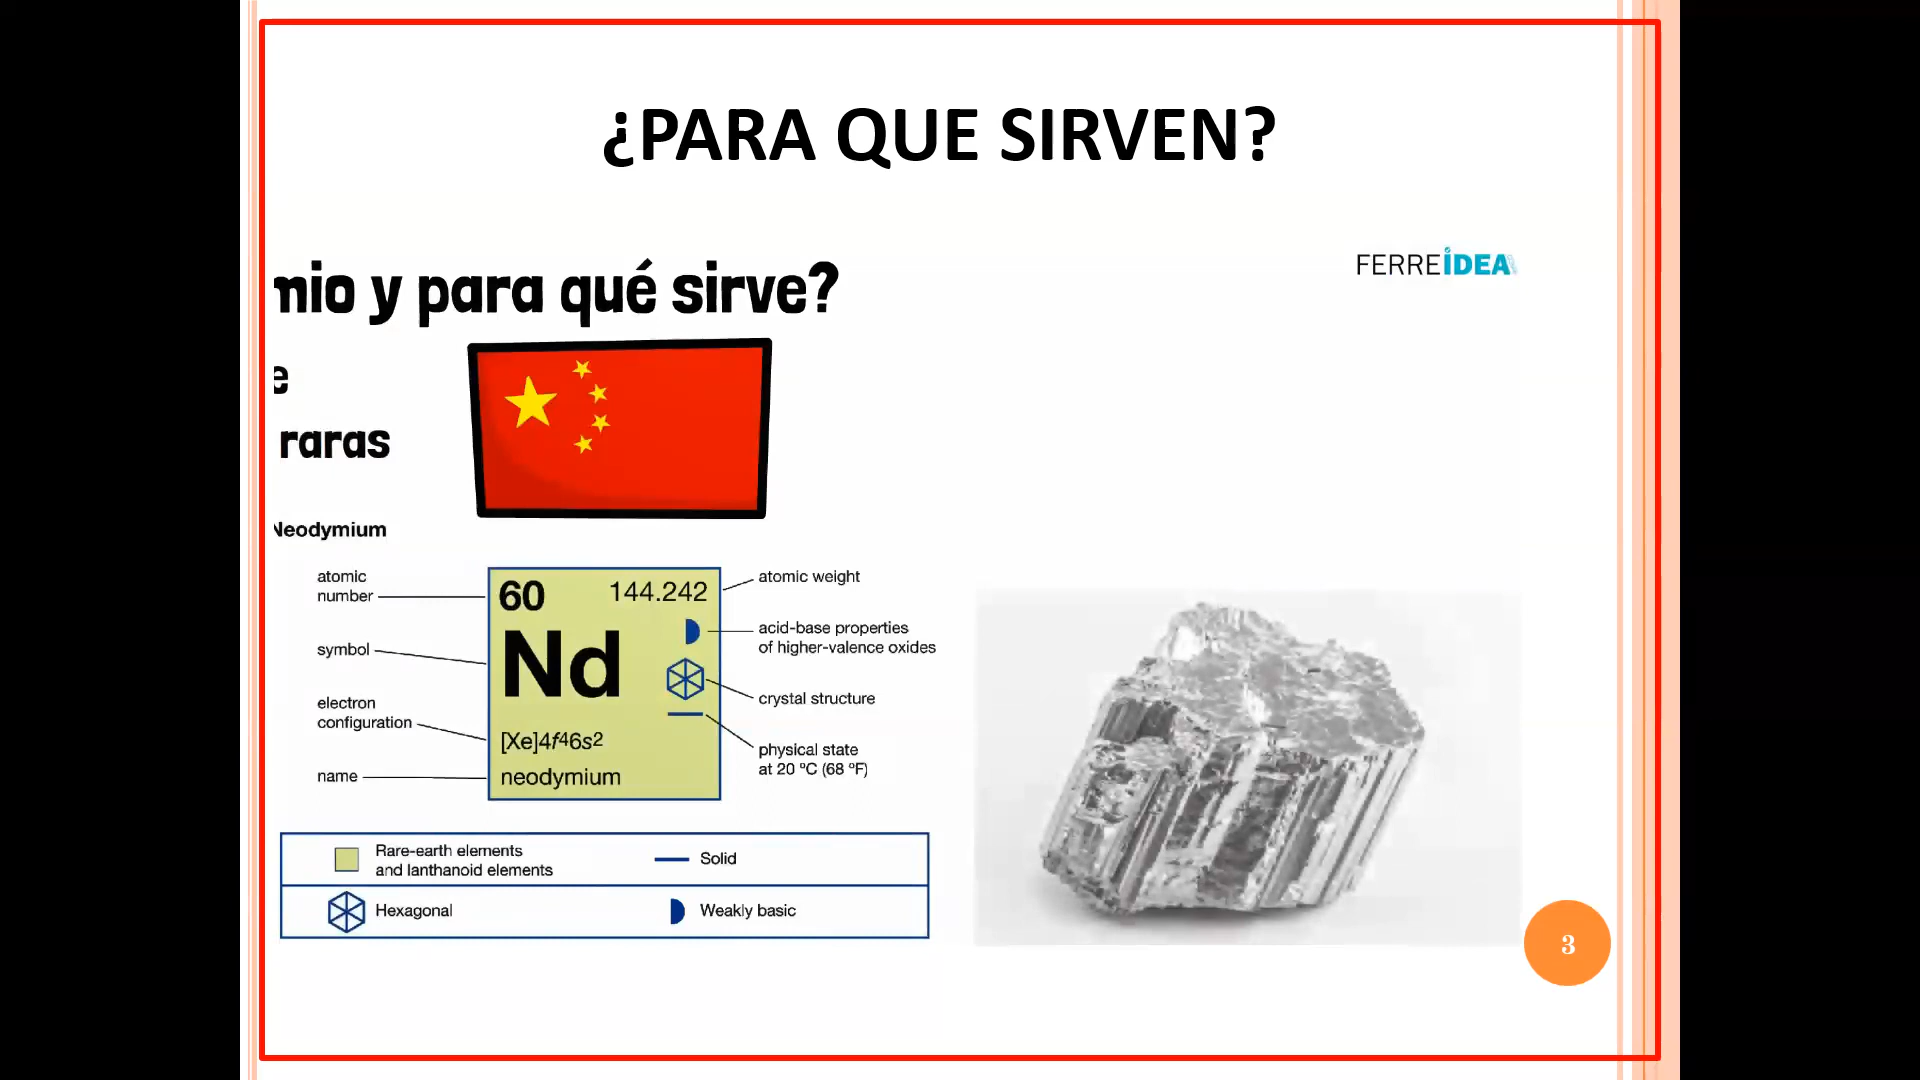 ¿PARA QUE SIRVEN?
FERREIDEA
mio y para qué sirve?
e
raras
Neodymium
atomic
number
symbol
electron
configuration
name
60
144.242
Nd
[Xe]4f46s2
neodymium
atomic weight
acid-base properties
of higher-valence oxides
crystal structure
physical state
at 20 °C (68 °F)
Rare-earth elements
and lanthanoid elements
Solid
Hexagonal
Weakly basic
3